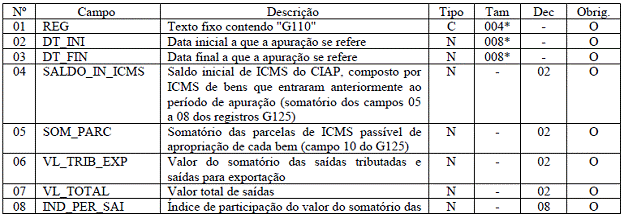 Nº Campo Descrição Tipo Tam Dec Obrig.
01 REG Texto fixo contendo "G110" C 004* - O
02 DT_INI Data inicial a que a apuração se refere N 008* - O
03 DT_FIN Data final a que a apuração se refere N 008* - O
04 SALDO_IN_ICMS Saldo inicial de ICMS do CIAP, composto por N - 02 O
ICMS de bens que entraram anteriormente ao
período de apuração (somatório dos campos 05
a 08 dos registros G125)
05 SOM_PARC Somatório das parcelas de ICMS passível de N - 02 O
apropriação de cada bem (campo 10 do G125)
06 VL_TRIB_EXP Valor do somatório das saídas tributadas e N - 02 O
saídas para exportação
07 VL_TOTAL Valor total de saídas N - 02 O
08 IND_PER_SAI Índice de participação do valor do somatório das N - 08 O